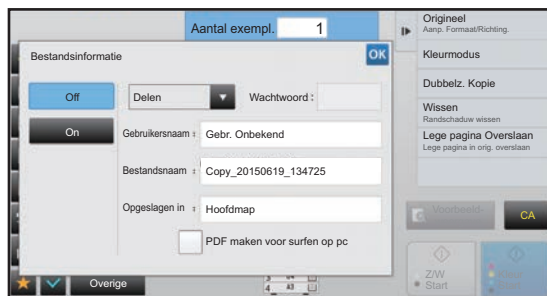 Aantal exempl. 1
Bestandsinformatie
OK
Off
Delen
Wachtwoord :
On
Gebruikersnaam :
Gebr. Onbekend
Bestandsnaam :
Copy_20150619_134725
Opgeslagen in :
Hoofdmap
PDF maken voor surfen op pc
Overige
Origineel
Aanp. Formaat/Richting.
Kleurmodus
Dubbelz. Kopie
Wissen
Randschaduw wissen
Lege pagina Overslaan
Lege pagina in orig. overslaan
CA
Z/W
Start
4 A3